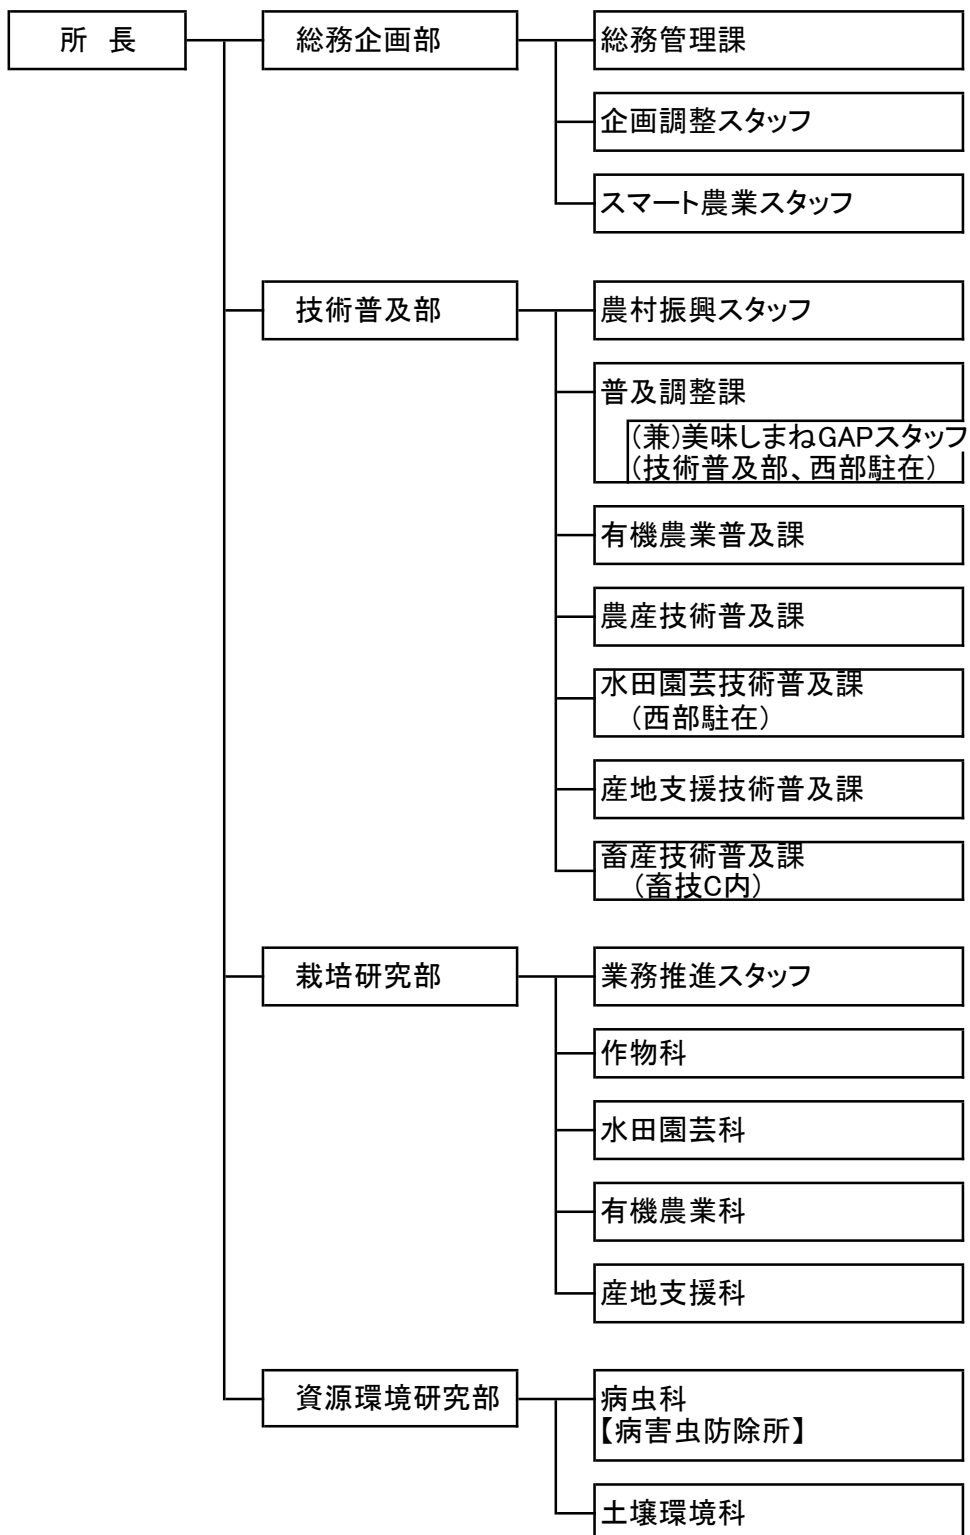 所 長
総務企画部
総務管理課
企画調整スタッフ
スマート農業スタッフ
技術普及部
農村振興スタッフ
普及調整課
(兼)美味しまねGAPスタッフ
(技術普及部、西部駐在)
有機農業普及課
農産技術普及課
水田園芸技術普及課
(西部駐在)
産地支援技術普及課
畜産技術普及課
(畜技C内)
栽培研究部
業務推進スタッフ
作物科
水田園芸科
有機農業科
産地支援科
資源環境研究部
病虫科
【病害虫防除所】
土壌環境科